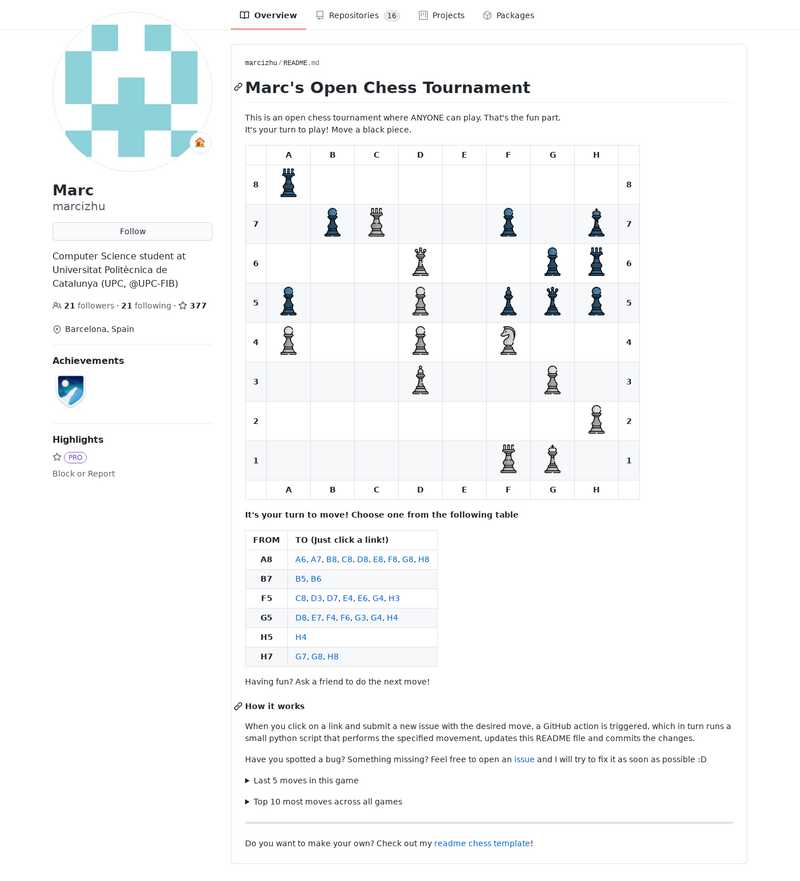 Overview
Repositories 16
Projects
Packages
Marc
marcizhu
Follow
Computer Science student at
Universitat Politècnica de
Catalunya (UPC, @UPC-FIB)
21 followers · 21 following · 377
Barcelona, Spain
Achievements
Highlights
PRO
Block or Report
marcizhu/README.md
Marc's Open Chess Tournament
This is an open chess tournament where ANYONE can play. That's the fun part.
It's your turn to play! Move a black piece.
A B C D E F G H
8 8
7 7
6 6
5 5
4 4
3 3
2 2
1 1
A B C D E F G H
It's your turn to move! Choose one from the following table
FROM TO (Just click a link!)
A8 A6, A7, B8, C8, D8, E8, F8, G8, H8
B7 B5, B6
F5 C8, D3, D7, E4, E6, G4, H3
G5 D8, E7, F4, F6, G3, G4, H4
H5 H4
H7 G7, G8, H8
Having fun? Ask a friend to do the next move!
How it works
When you click on a link and submit a new issue with the desired move, a GitHub action is triggered, which in turn runs a
small python script that performs the specified movement, updates this README file and commits the changes.
Have you spotted a bug? Something missing? Feel free to open an issue and I will try to fix it as soon as possible :D
Last 5 moves in this game
Top 10 most moves across all games
Do you want to make your own? Check out my readme chess template!